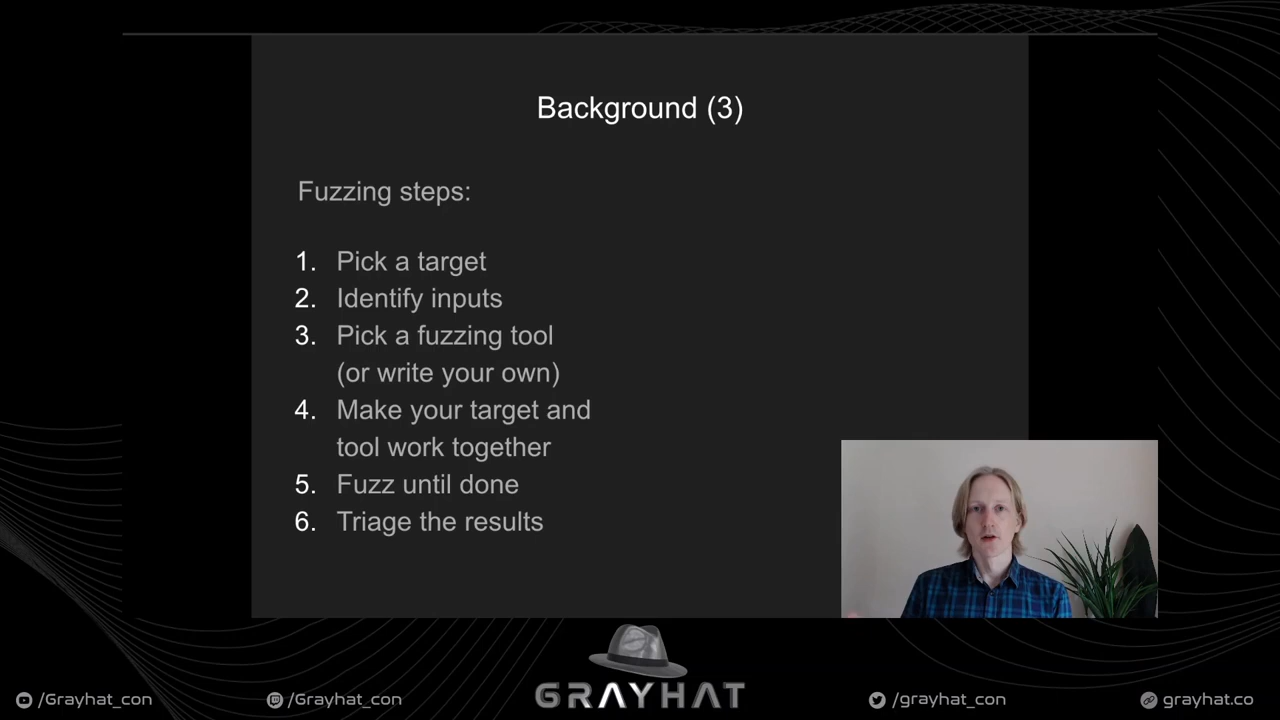 Background (3)
Fuzzing steps:
1. Pick a target
2. Identify inputs
3. Pick a fuzzing tool
(or write your own)
4. Make your target and
tool work together
5. Fuzz until done
6. Triage the results
GRAYHAT
/Grayhat_con
/Grayhat_con
/grayhat_con
grayhat.co